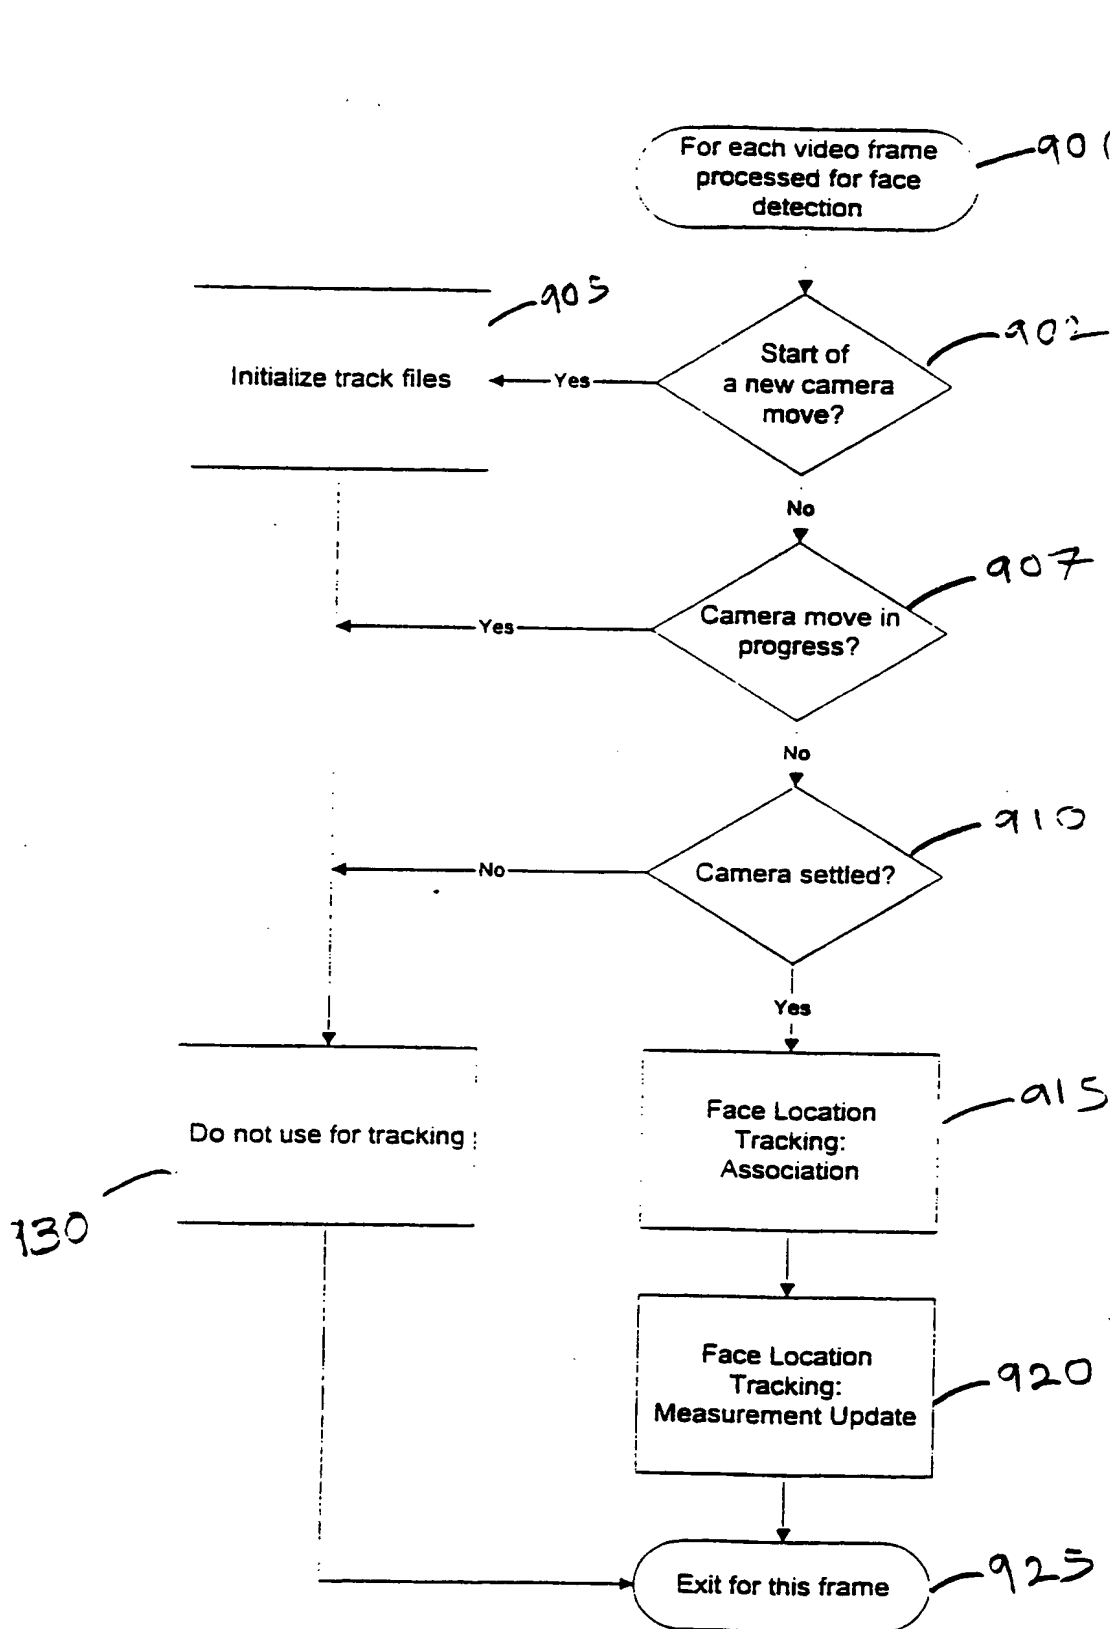 For each video frame
processed for face
detection
901
905
902
Start of
a new camera
move?
Initialize track files
Yes
No
907
Camera move in
progress?
Yes
No
910
Camera settled?
No
Yes
915
Face Location
Tracking:
Association
Do not use for tracking
130
Face Location
Tracking:
Measurement Update
920
Exit for this frame
925